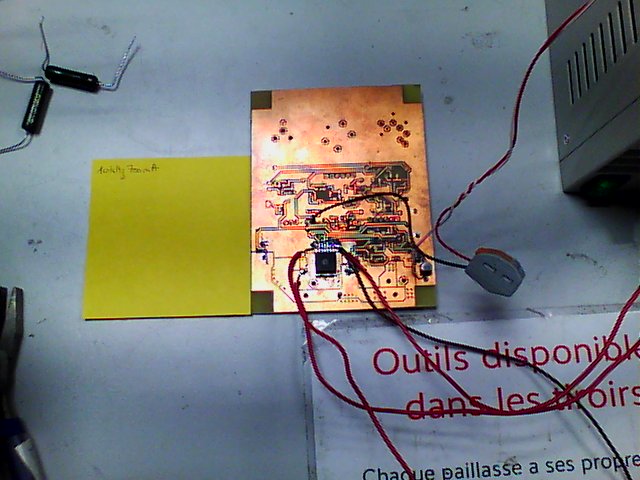 Outils disponible
dans les tiroirs
Chaque paillasse a ses propre